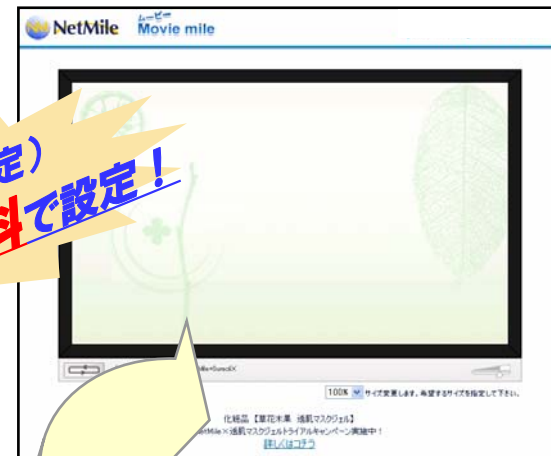 NetMile
ムービー
Movie mile
定）
料で設定！
100%
サイズ変更します。希望するサイズを指定して下さい。
化粧品【草花木果 透肌マスクジェル】
NetMile×透肌マスクジェルトライアルキャンペーン実施中！
詳しくはコチラ